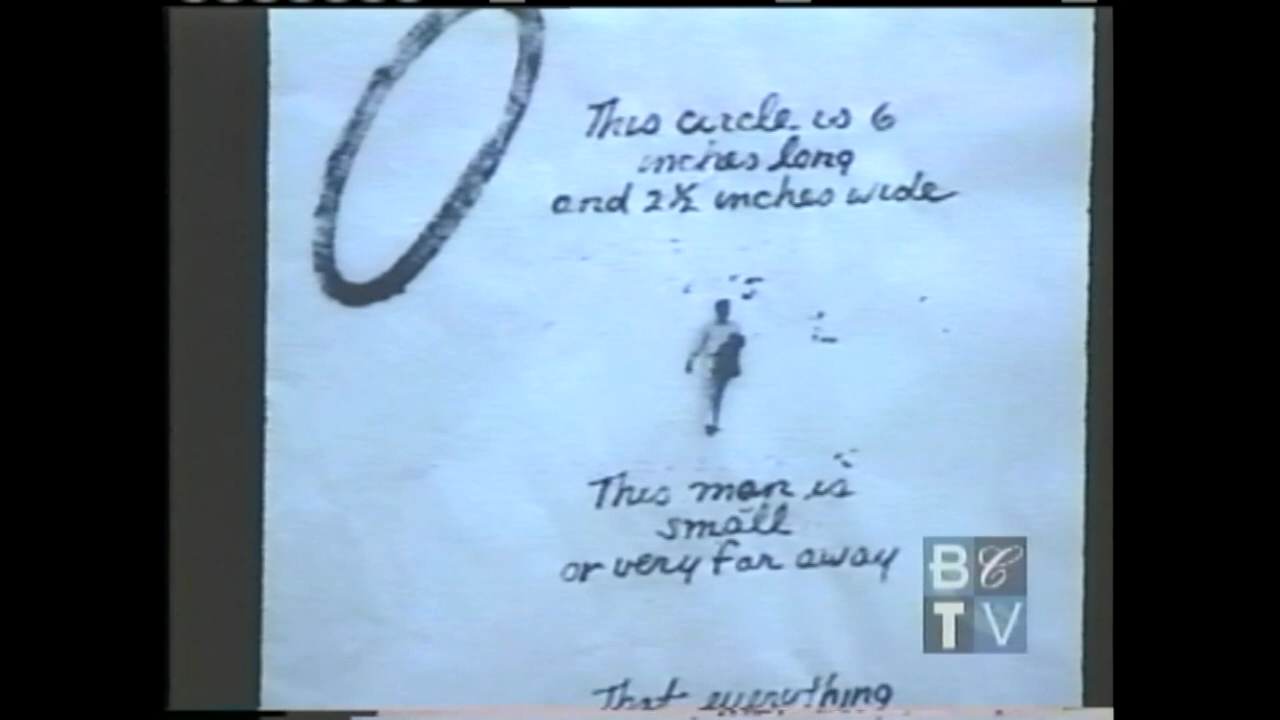 This circle is 6
inches long
and 2½ inches wide
This man is
small
or very far away
That everything
BC
TV